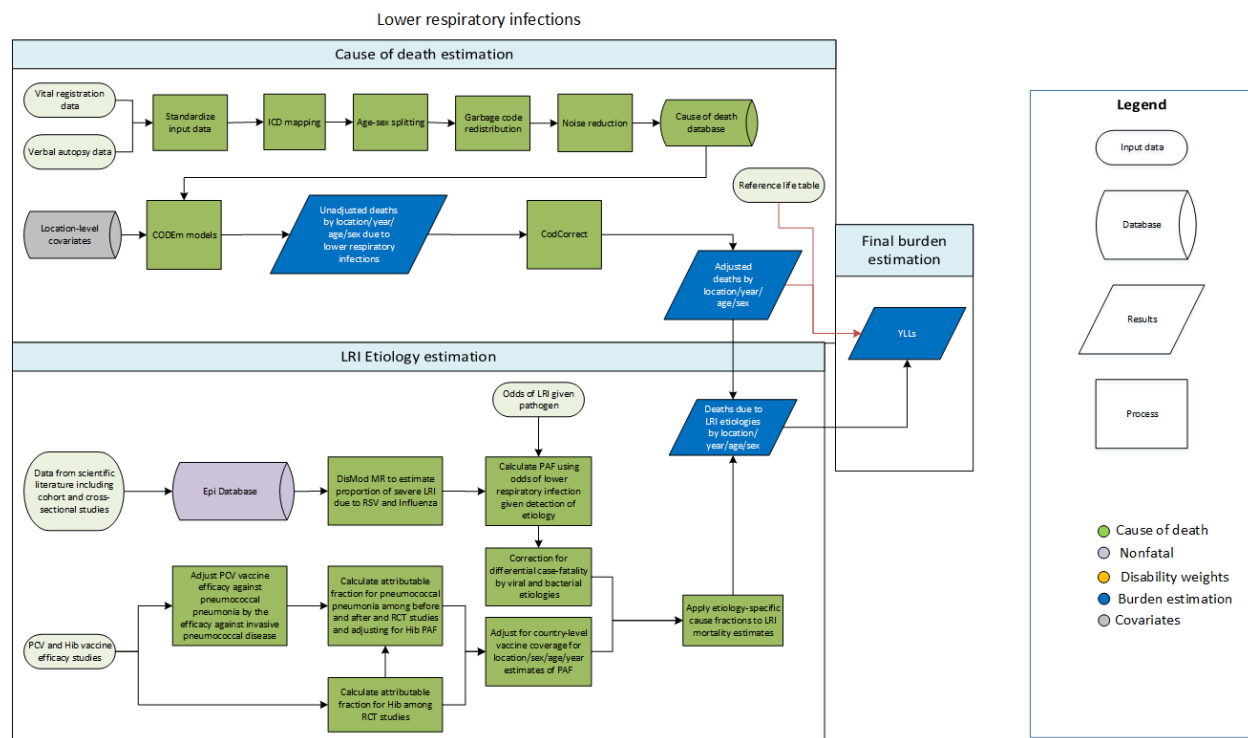 Lower respiratory infections
Cause of death estimation
Vital registration
data
Verbal autopsy data
Standardize
input data
ICD mapping
Age-sex splitting
Garbage code
redistribution
Noise reduction
Cause of death
database
Reference life table
Location-level
covariates
CODEm models
Unadjusted deaths
by location/year/
age/sex due to
lower respiratory
infections
CodCorrect
Adjusted
deaths by
location/year/
age/sex
Final burden
estimation
YLLs
LRI Etiology estimation
Odds of LRI given
pathogen
Deaths due to
LRI etiologies
by location/
year/age/sex
Data from scientific
literature including
cohort and cross-
sectional studies
Epi Database
DisMod MR to estimate
proportion of severe LRI
due to RSV and Influenza
Calculate PAF using
odds of lower
respiratory infection
given detection of
etiology
Correction for
differential case-fatality
by viral and bacterial
etiologies
Adjust PCV vaccine
efficacy against
pneumococcal
pneumonia by the
efficacy against invasive
pneumococcal disease
Calculate attributable
fraction for pneumococcal
pneumonia among before
and after and RCT studies
and adjusting for Hib PAF
Apply etiology-specific
cause fractions to LRI
mortality estimates
PCV and Hib vaccine
efficacy studies
Adjust for country-level
vaccine coverage for
location/sex/age/year
estimates of PAF
Calculate attributable
fraction for Hib among
RCT studies
Legend
Input data
Database
Results
Process
Cause of death
Nonfatal
Disability weights
Burden estimation
Covariates